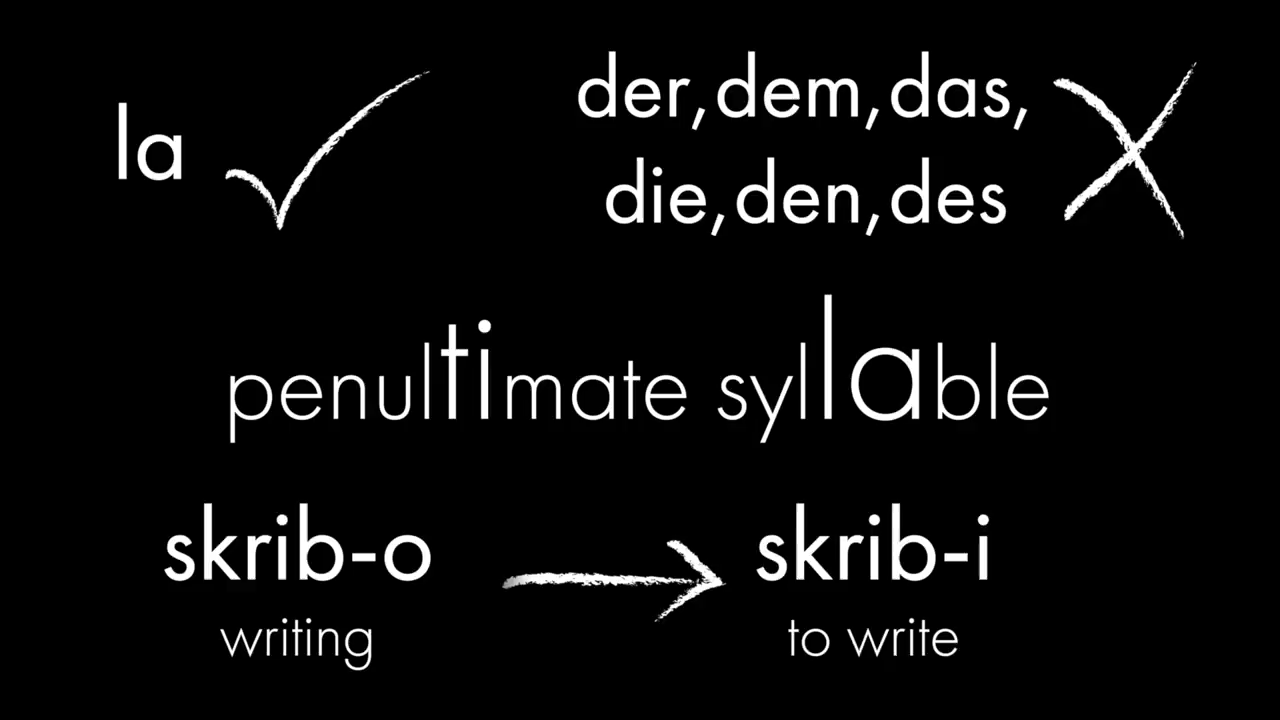 la
der, dem, das,
die, den, des
penultimate syllable
skrib-o
skrib-i
writing
to write